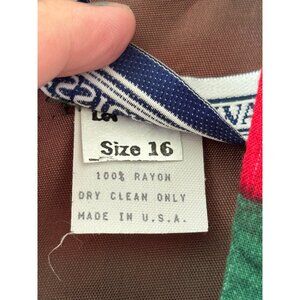 Size 16
100% RAYON
DRY CLEAN ONLY
MADE IN U.S.A.